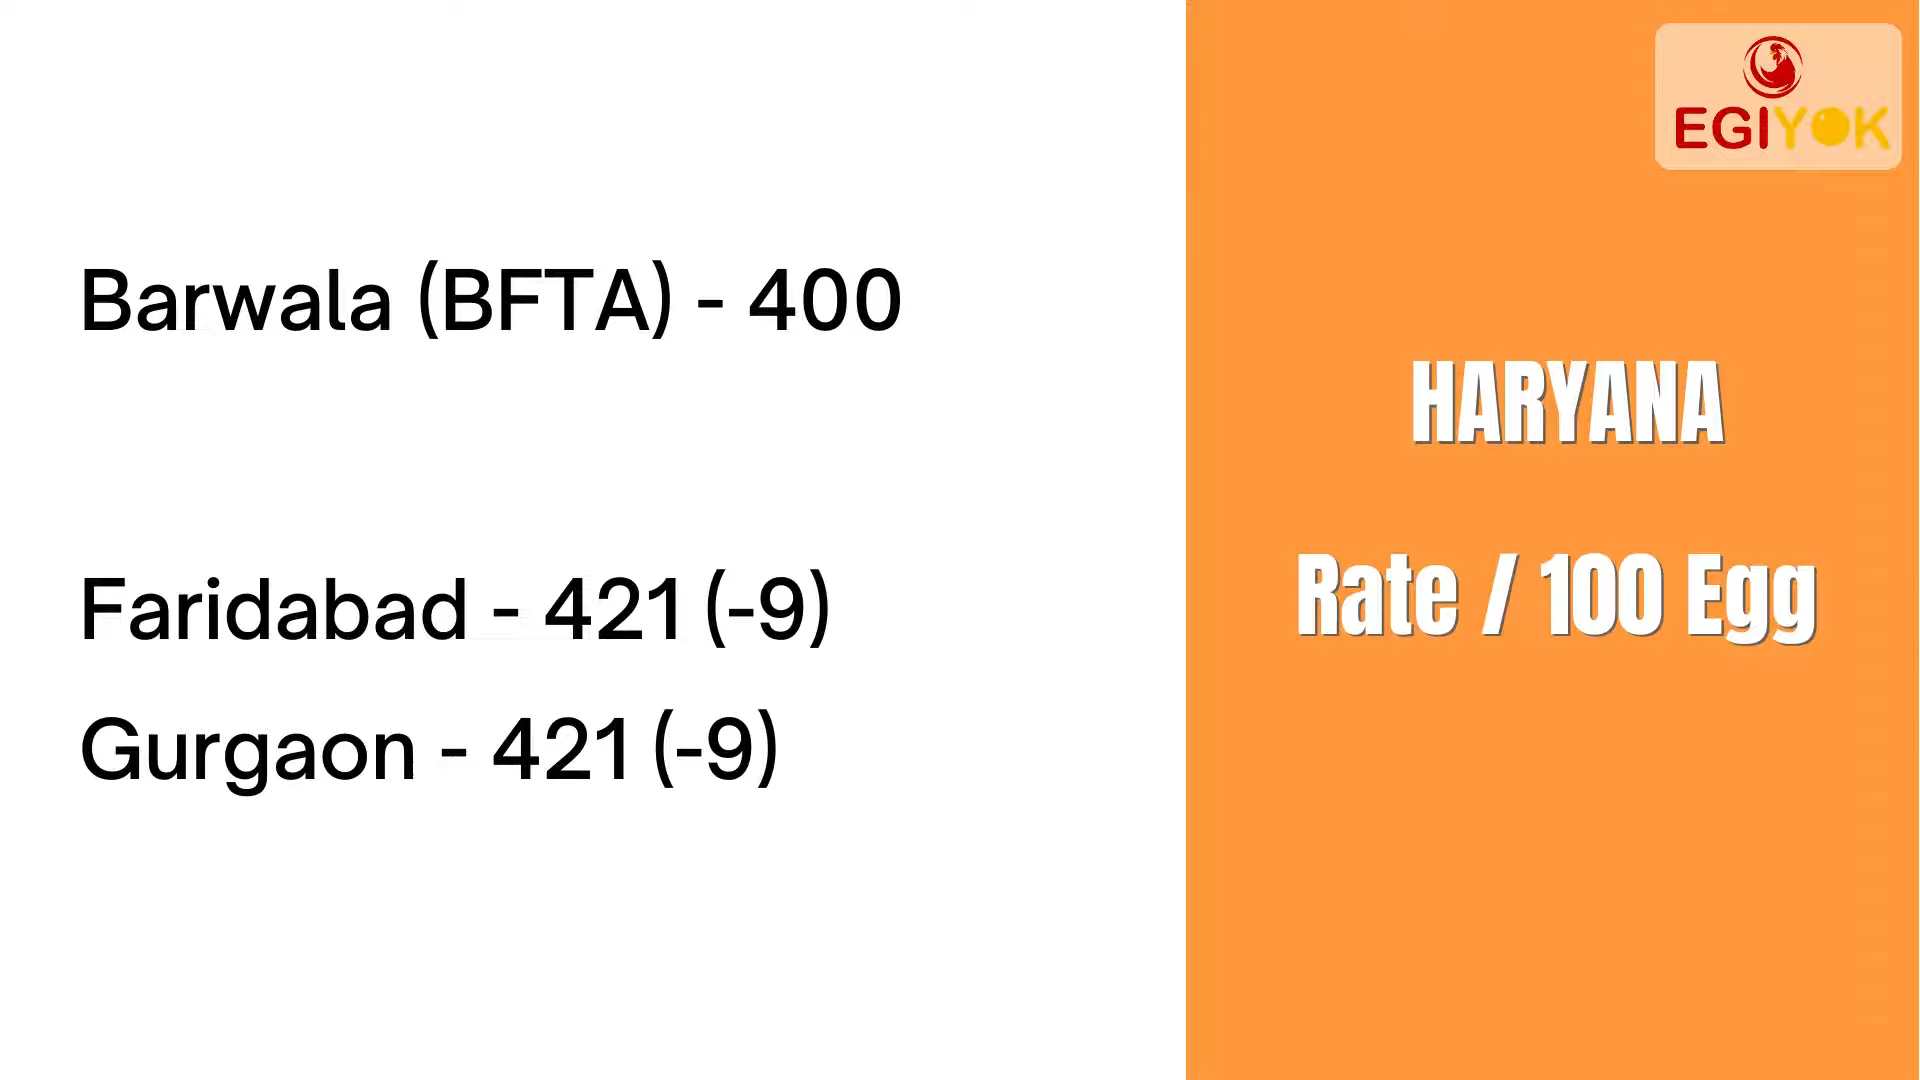 Barwala (BFTA) - 400
Faridabad - 421 (-9)
Gurgaon - 421 (-9)
EGIYOK
HARYANA
Rate / 100 Egg